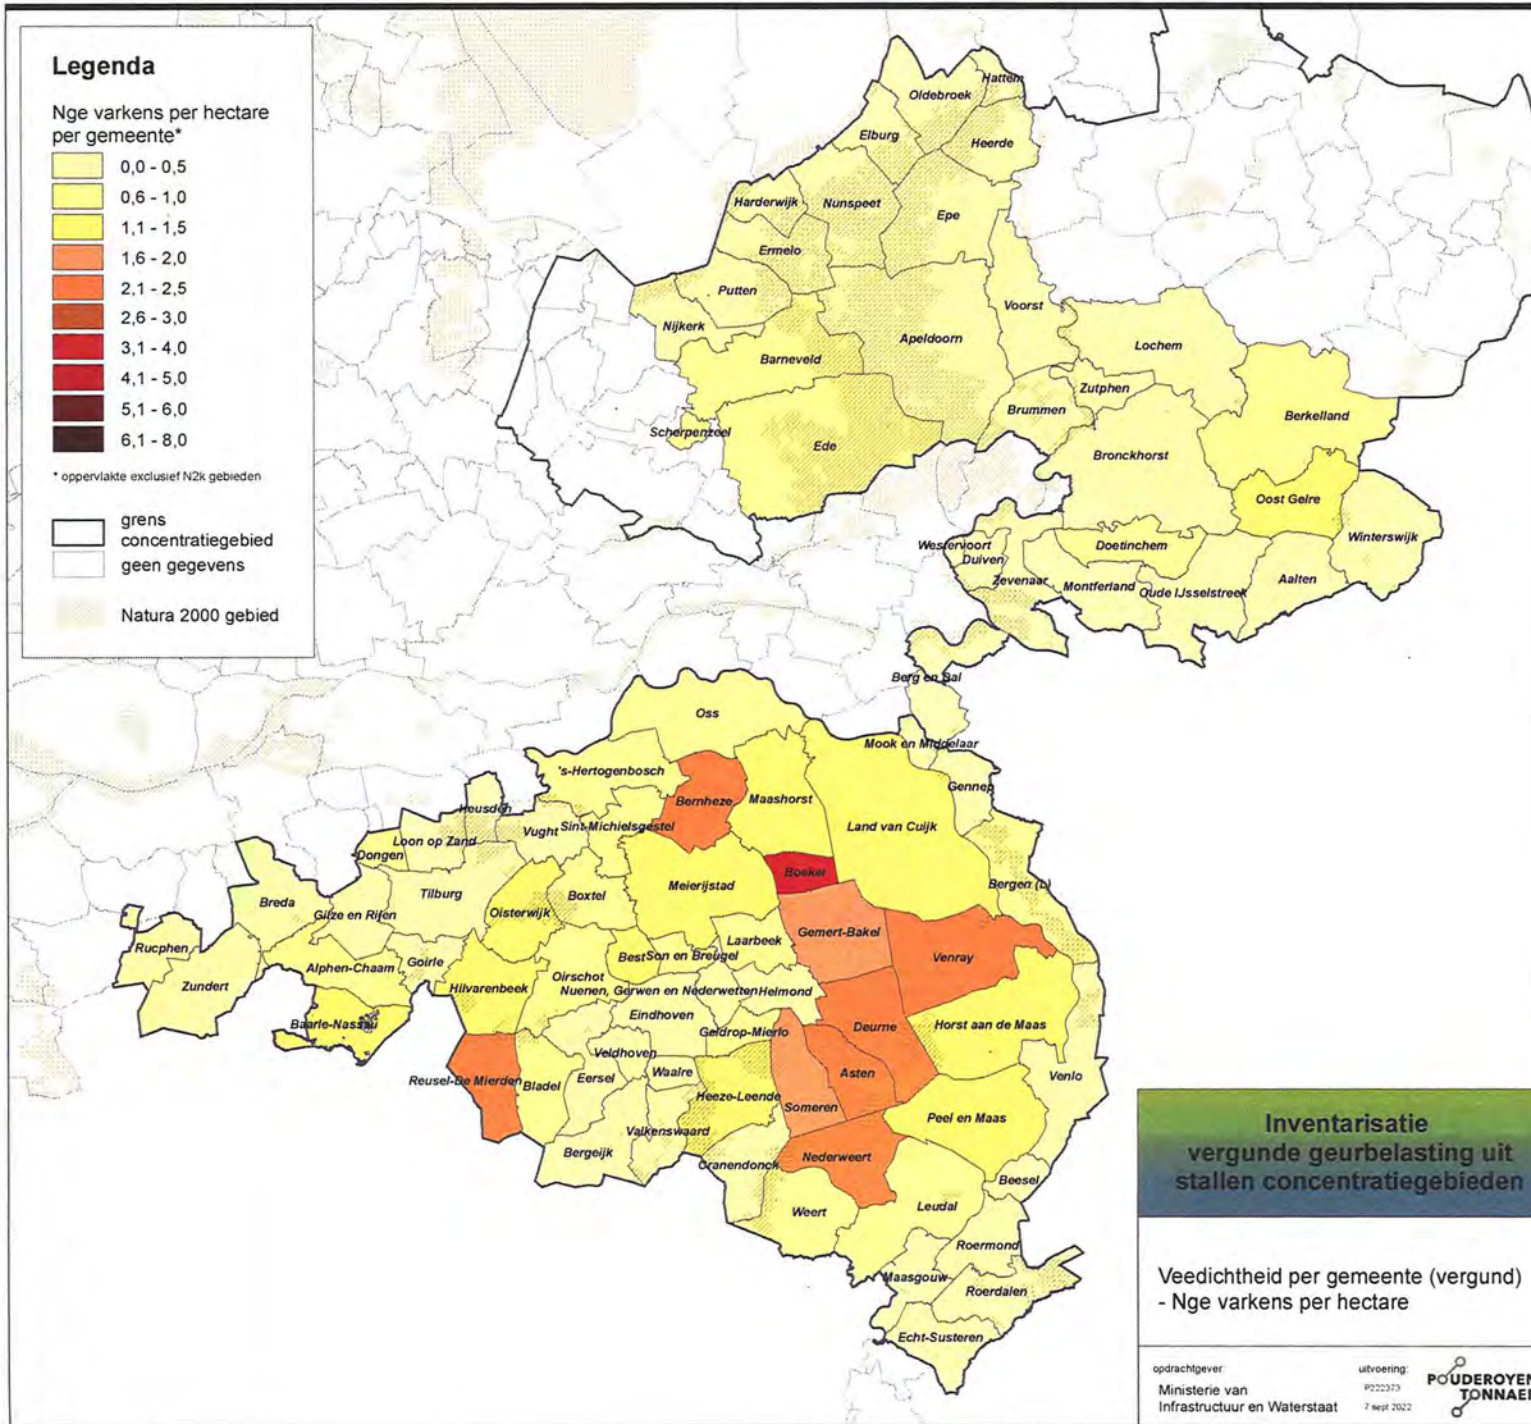 Legenda
Nge varkens per hectare
per gemeente*
0,0 - 0,5
0,6 - 1,0
1,1 - 1,5
1,6 - 2,0
2,1 - 2,5
2,6 - 3,0
3,1 - 4,0
4,1 - 5,0
5,1 - 6,0
6,1 - 8,0
* oppervlakte exclusief N2k gebieden
grens
concentratiegebied
geen gegevens
Natura 2000 gebied
Hattem
Oldebroek
Elburg
Heerde
Harderwijk
Nunspeet
Epe
Ermelo
Putten
Voorst
Nijkerk
Apeldoorn
Lochem
Barneveld
Zutphen
Brummen
Berkelland
Scherpenzeel
Ede
Bronckhorst
Oost Gelre
Winterswijk
Westervoort
Doetinchem
Duiven
Zevenaar
Montferland
Oude IJsselstreek
Aalten
Berg en Dal
Oss
Mook en Middelaar
's-Hertogenbosch
Gennep
Bernheze
Maashorst
Heusden
Vught
Sint-Michielsgestel
Land van Cuijk
Loon op Zand
Dongen
Boekel
Meierijstad
Bergen (L)
Tilburg
Boxtel
Breda
Oisterwijk
Gilze en Rijen
Gemert-Bakel
Laarbeek
Rucphen
Best
Son en Breugel
Venray
Goirle
Alphen-Chaam
Oirschot
Zundert
Hilvarenbeek
Nuenen, Gerwen en Nederwetten
Helmond
Eindhoven
Baarle-Nassau
Geldrop-Mierlo
Deurne
Horst aan de Maas
Veldhoven
Waalre
Asten
Venlo
Reusel-De Mierden
Bladel
Eersel
Heeze-Leende
Someren
Peel en Maas
Valkenswaard
Bergeijk
Cranendonck
Nederweert
Beesel
Leudal
Weert
Roermond
Maasgouw
Roerdalen
Echt-Susteren
Inventarisatie
vergunde geurbelasting uit
stallen concentratiegebieden
Veedichtheid per gemeente (vergund)
- Nge varkens per hectare
opdrachtgever:
Ministerie van
Infrastructuur en Waterstaat
uitvoering:
P222373
7 sept 2022
POUDEROYEN
TONNAER